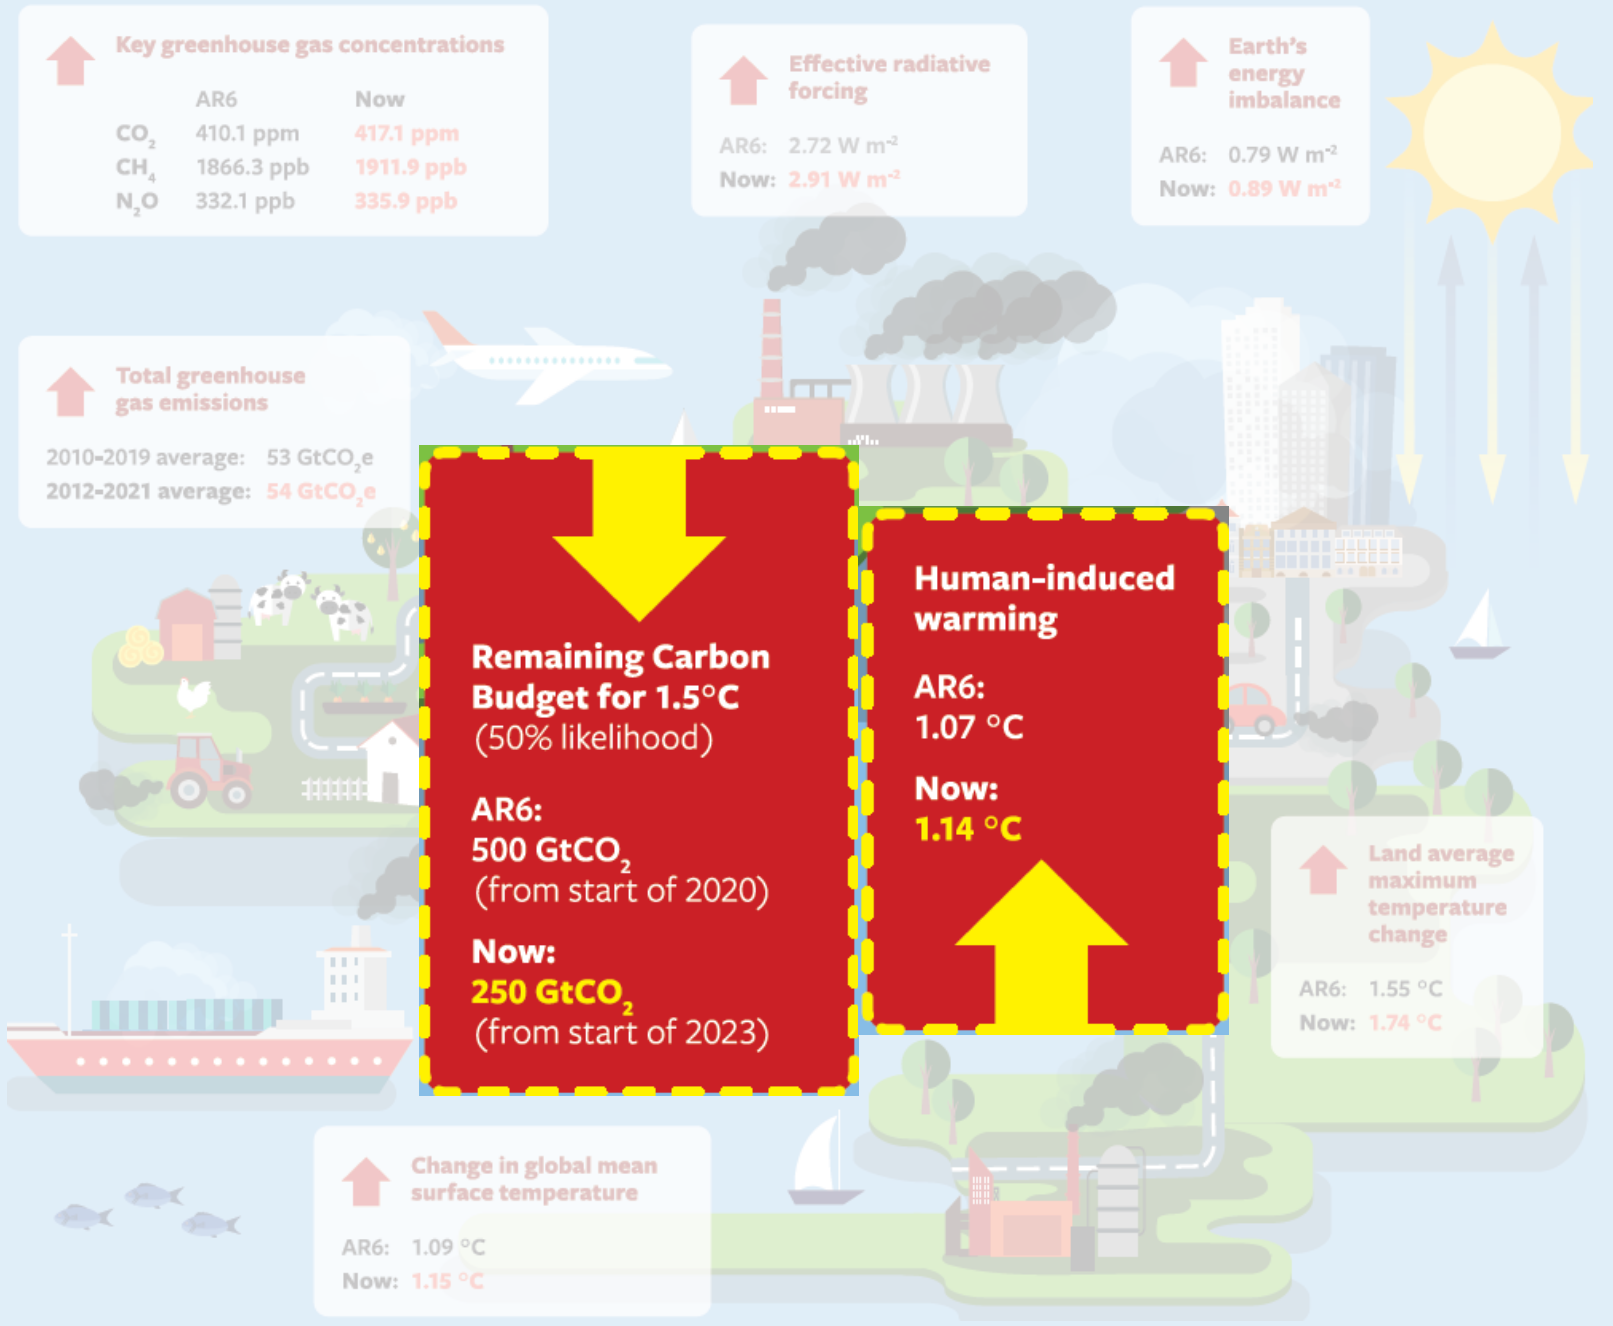 Key greenhouse gas concentrations
AR6 Now
CO₂ 410.1 ppm 417.1 ppm
CH₄ 1866.3 ppb 1911.9 ppb
N₂O 332.1 ppb 335.9 ppb
Effective radiative
forcing
AR6: 2.72 W m⁻²
Now: 2.91 W m⁻²
Earth's
energy
imbalance
AR6: 0.79 W m⁻²
Now: 0.89 W m⁻²
Total greenhouse
gas emissions
2010-2019 average: 53 GtCO₂e
2012-2021 average: 54 GtCO₂e
Remaining Carbon
Budget for 1.5°C
(50% likelihood)
AR6:
500 GtCO₂
(from start of 2020)
Now:
250 GtCO₂
(from start of 2023)
Human-induced
warming
AR6:
1.07 °C
Now:
1.14 °C
Land average
maximum
temperature
change
AR6: 1.55 °C
Now: 1.74 °C
Change in global mean
surface temperature
AR6: 1.09 °C
Now: 1.15 °C